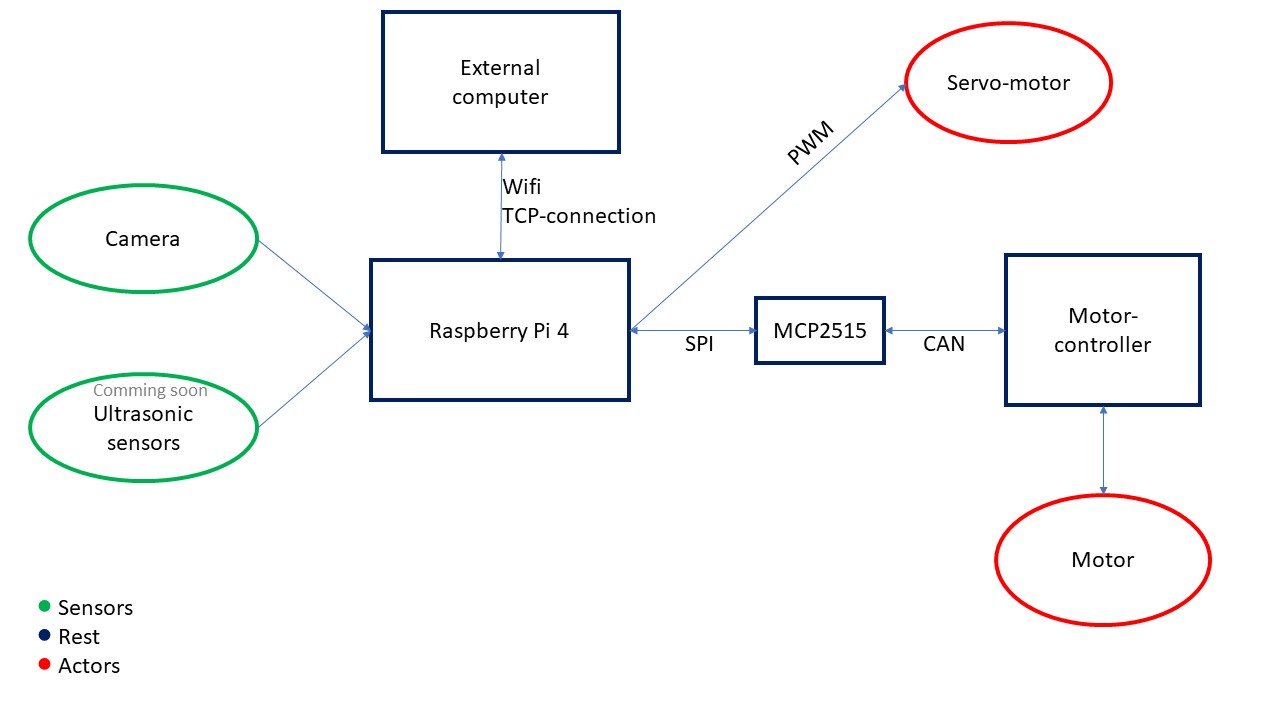 External
computer
Servo-motor
PWM
Wifi
TCP-connection
Camera
Raspberry Pi 4
SPI
MCP2515
CAN
Motor-
controller
Comming soon
Ultrasonic
sensors
Motor
Sensors
Rest
Actors